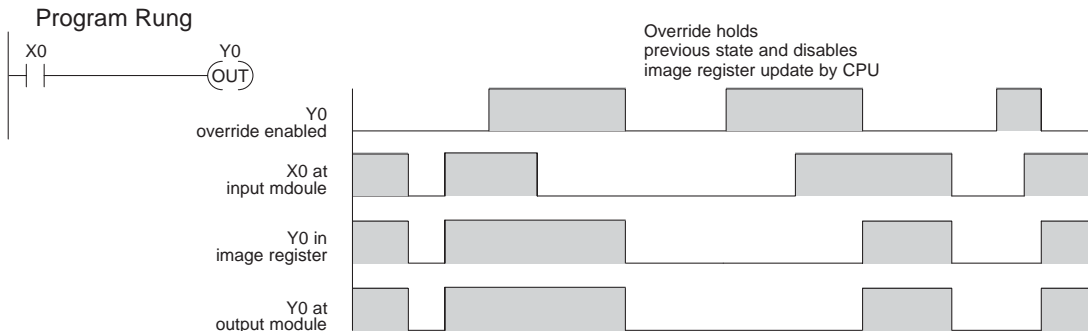 Program Rung
X0
Y0
OUT
Override holds
previous state and disables
image register update by CPU
Y0
override enabled
X0 at
input mdoule
Y0 in
image register
Y0 at
output module